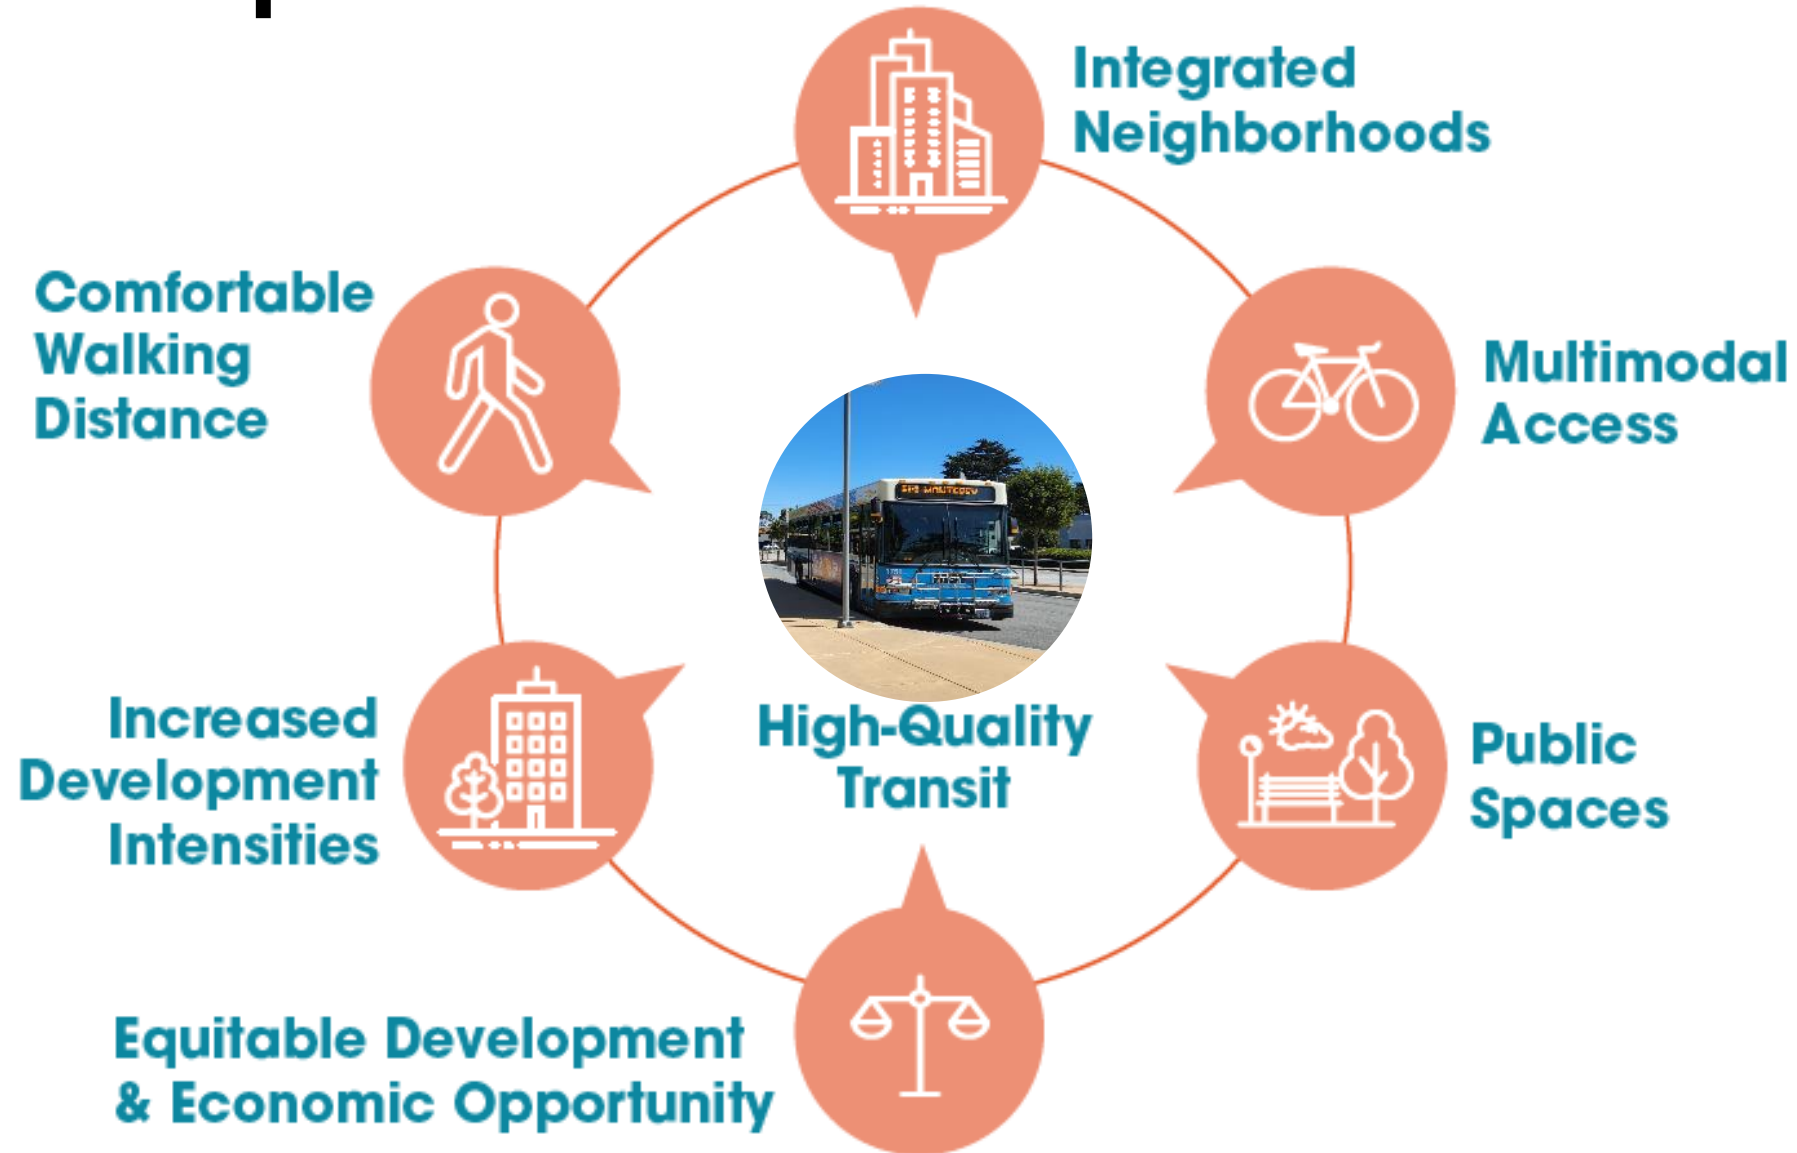 Integrated
Neighborhoods
Comfortable
Walking
Distance
Multimodal
Access
MONTEREY
High-Quality
Transit
Increased
Development
Intensities
Public
Spaces
Equitable Development
& Economic Opportunity